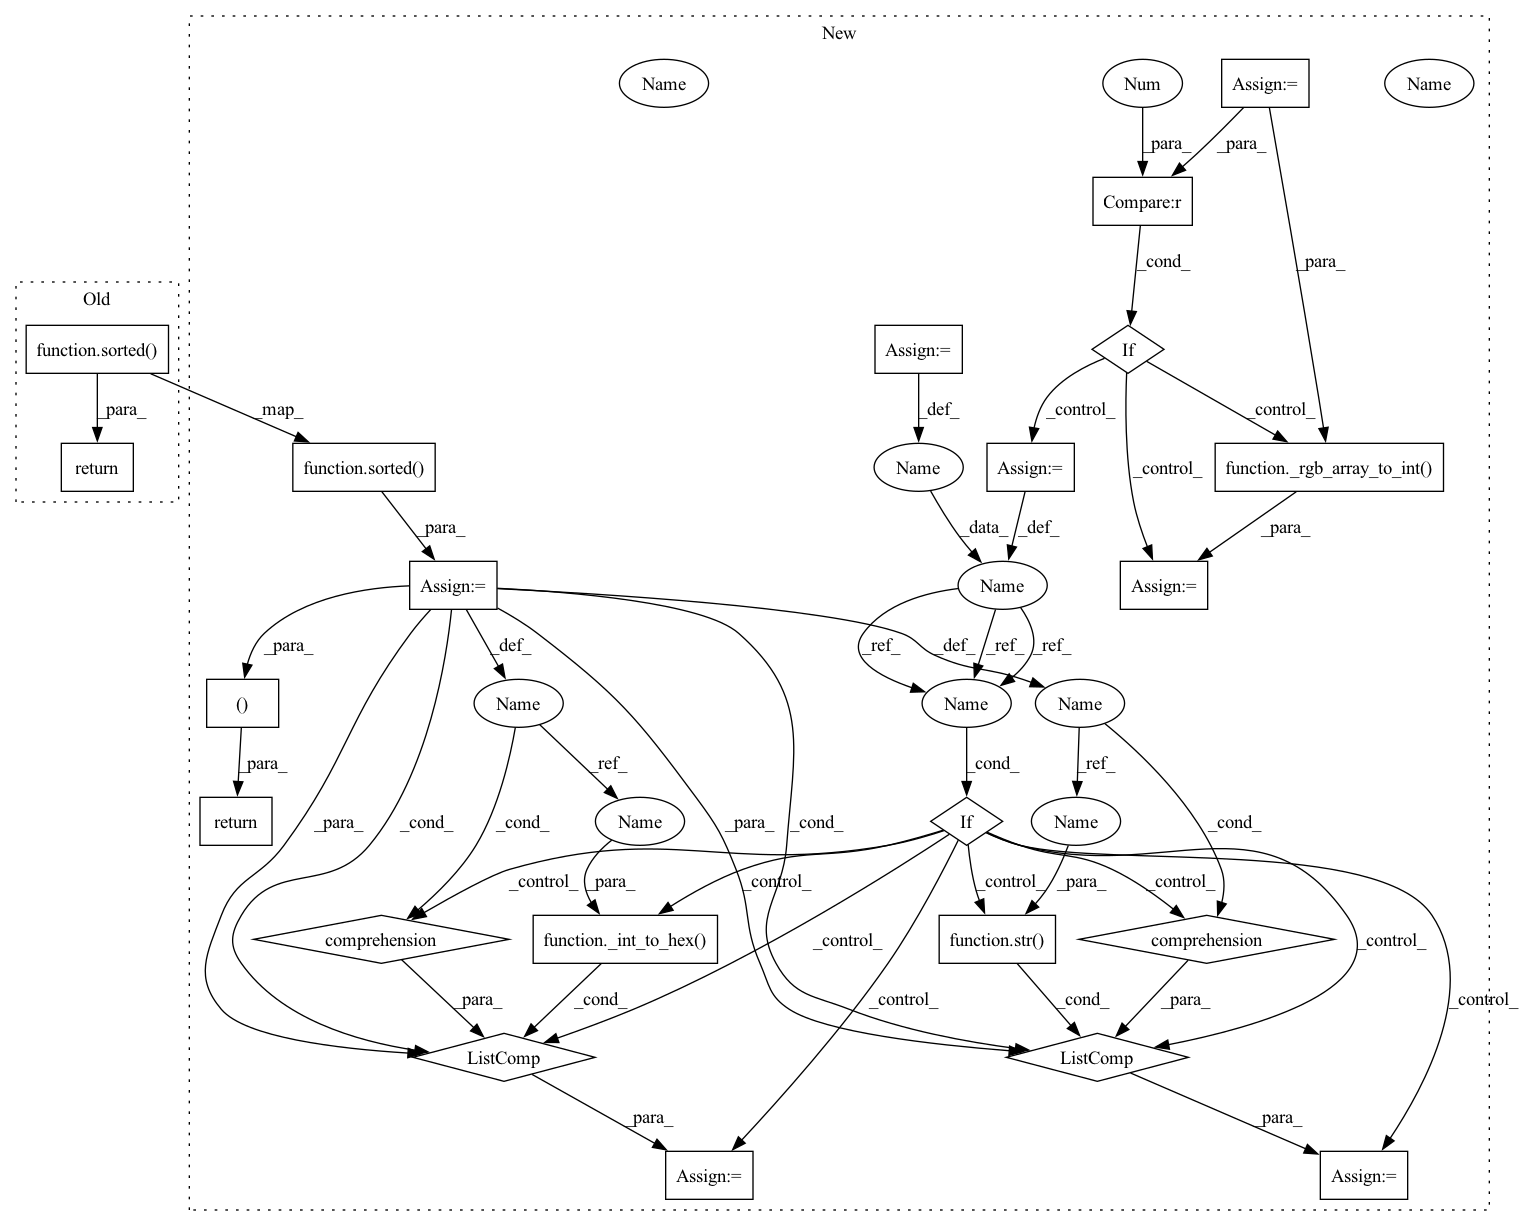 New
Name
Num
Assign:=
Name
_para_
_para_
Compare:r
_cond_
_para_
Old
function.sorted()
Assign:=
If
_para_
_map_
_def_
_control_
_control_
return
function.sorted()
Name
Assign:=
_control_
function._rgb_array_to_int()
_para_
_data_
_def_
_para_
Assign:=
Name
Assign:=
_para_
_def_
_ref_
_def_
_ref_
_ref_
()
Name
Name
Name
_para_
_ref_
_cond_
_ref_
return
_para_
_cond_
_cond_
Name
_para_
_cond_
If
Name
_cond_
_control_
_para_
_control_
_control_
_para_
_control_
comprehension
function._int_to_hex()
_control_
function.str()
comprehension
_control_
_para_
_cond_
_control_
_cond_
_para_
_control_
ListComp
ListComp
_para_
_para_
Assign:=
Assign:=